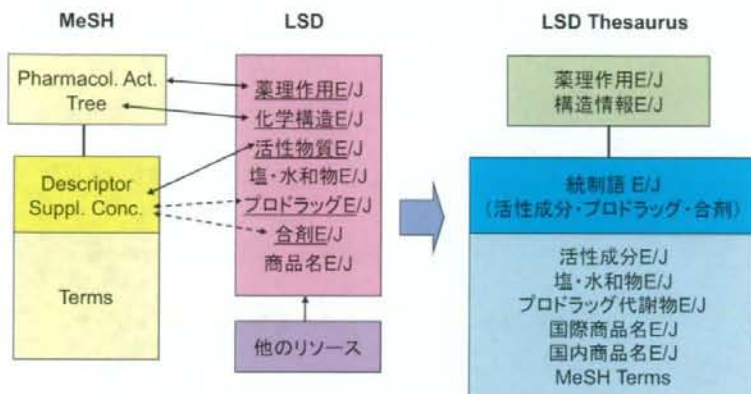 MeSH
Pharmacol. Act.
Tree
Descriptor
Suppl. Conc.
Terms
LSD
薬理作用E/J
化学構造E/J
活性物質E/J
塩・水和物E/J
プロドラッグE/J
合剤E/J
商品名E/J
他のリソース
LSD Thesaurus
薬理作用E/J
構造情報E/J
統制語 E/J
(活性成分・プロドラッグ・合剤)
活性成分E/J
塩・水和物E/J
プロドラッグ代謝物E/J
国際商品名E/J
国内商品名E/J
MeSH Terms